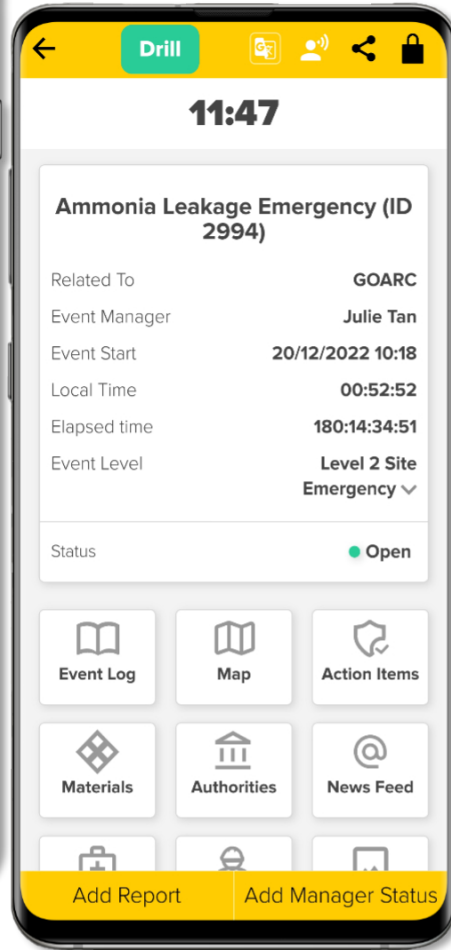 Drill
11:47
Ammonia Leakage Emergency (ID
2994)
Related To GOARC
Event Manager Julie Tan
Event Start 20/12/2022 10:18
Local Time 00:52:52
Elapsed time 180:14:34:51
Event Level Level 2 Site
Emergency
Status Open
Event Log Map Action Items
Materials Authorities News Feed
Add Report Add Manager Status